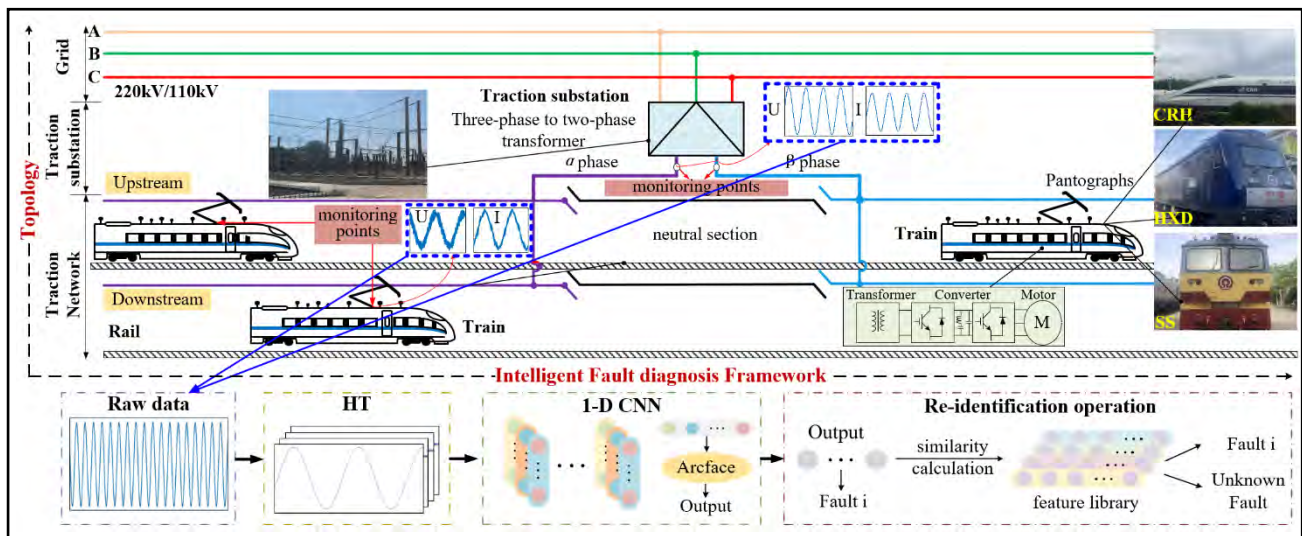 A
B
C
Grid
220kV/110kV
Traction substation
Three-phase to two-phase
transformer
U
I
CRH
Traction
substation
α phase
β phase
Topology
Upstream
monitoring points
Pantographs
HXD
monitoring
points
U
I
neutral section
Train
Traction
Network
Downstream
Transformer
Converter
Motor
M
SS
Rail
Train
Intelligent Fault diagnosis Framework
Raw data
HT
1-D CNN
Re-identification operation
Arcface
Output
Output
Fault i
similarity
calculation
feature library
Fault i
Unknown
Fault